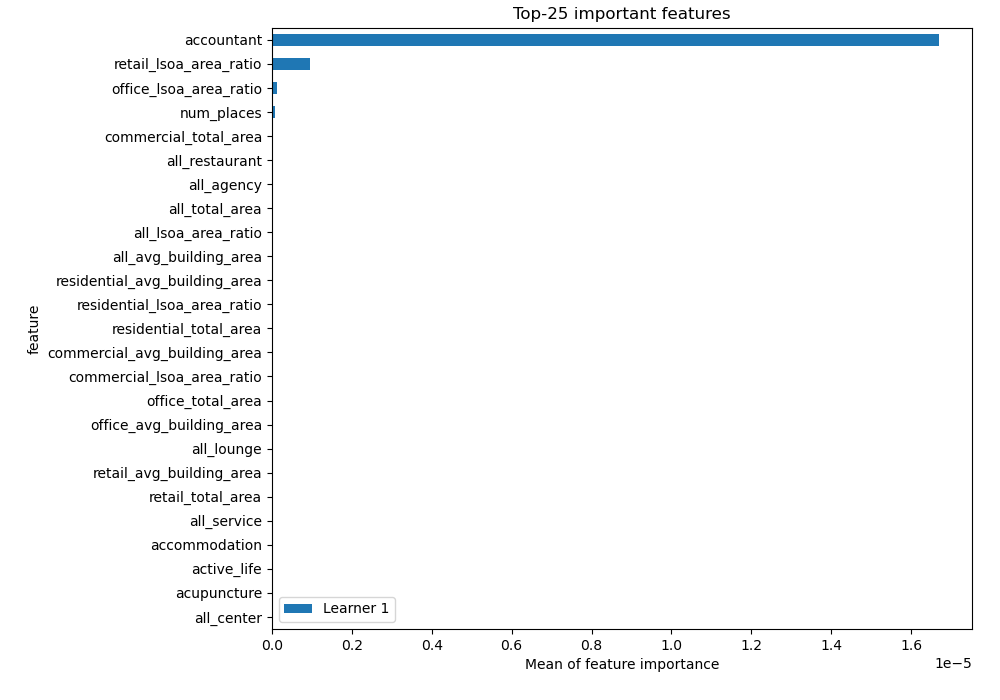 Top-25 important features
accountant
retail_lsoa_area_ratio
office_lsoa_area_ratio
num_places
commercial_total_area
all_restaurant
all_agency
all_total_area
all_lsoa_area_ratio
all_avg_building_area
residential_avg_building_area
residential_lsoa_area_ratio
residential_total_area
commercial_avg_building_area
commercial_lsoa_area_ratio
office_total_area
office_avg_building_area
all_lounge
retail_avg_building_area
retail_total_area
all_service
accommodation
active_life
acupuncture
all_center
feature
Learner 1
0.0 0.2 0.4 0.6 0.8 1.0 1.2 1.4 1.6
1e−5
Mean of feature importance